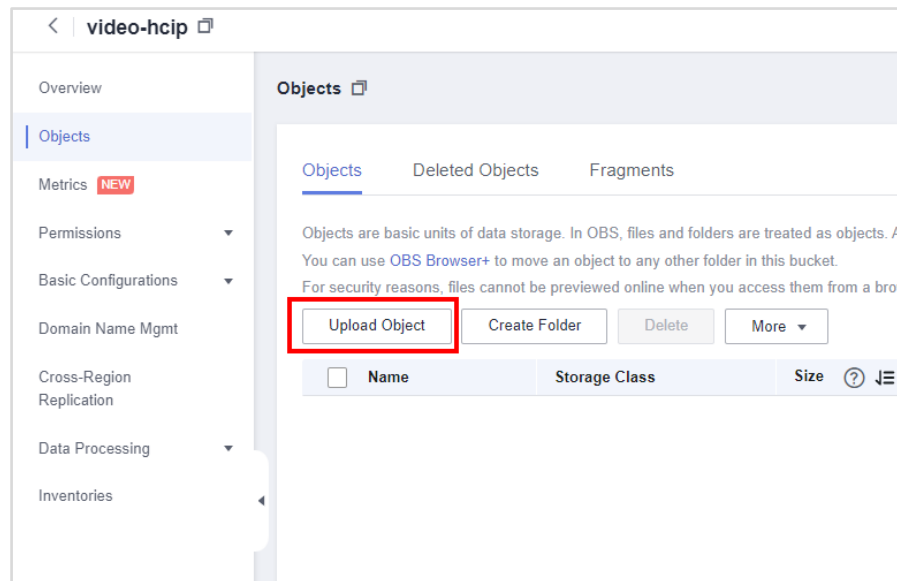 video-hcip
Overview
Objects
Metrics NEW
Permissions
Basic Configurations
Domain Name Mgmt
Cross-Region
Replication
Data Processing
Inventories
Objects
Objects Deleted Objects Fragments
Objects are basic units of data storage. In OBS, files and folders are treated as objects. A
You can use OBS Browser+ to move an object to any other folder in this bucket.
For security reasons, files cannot be previewed online when you access them from a bro
Upload Object Create Folder Delete More
Name Storage Class Size